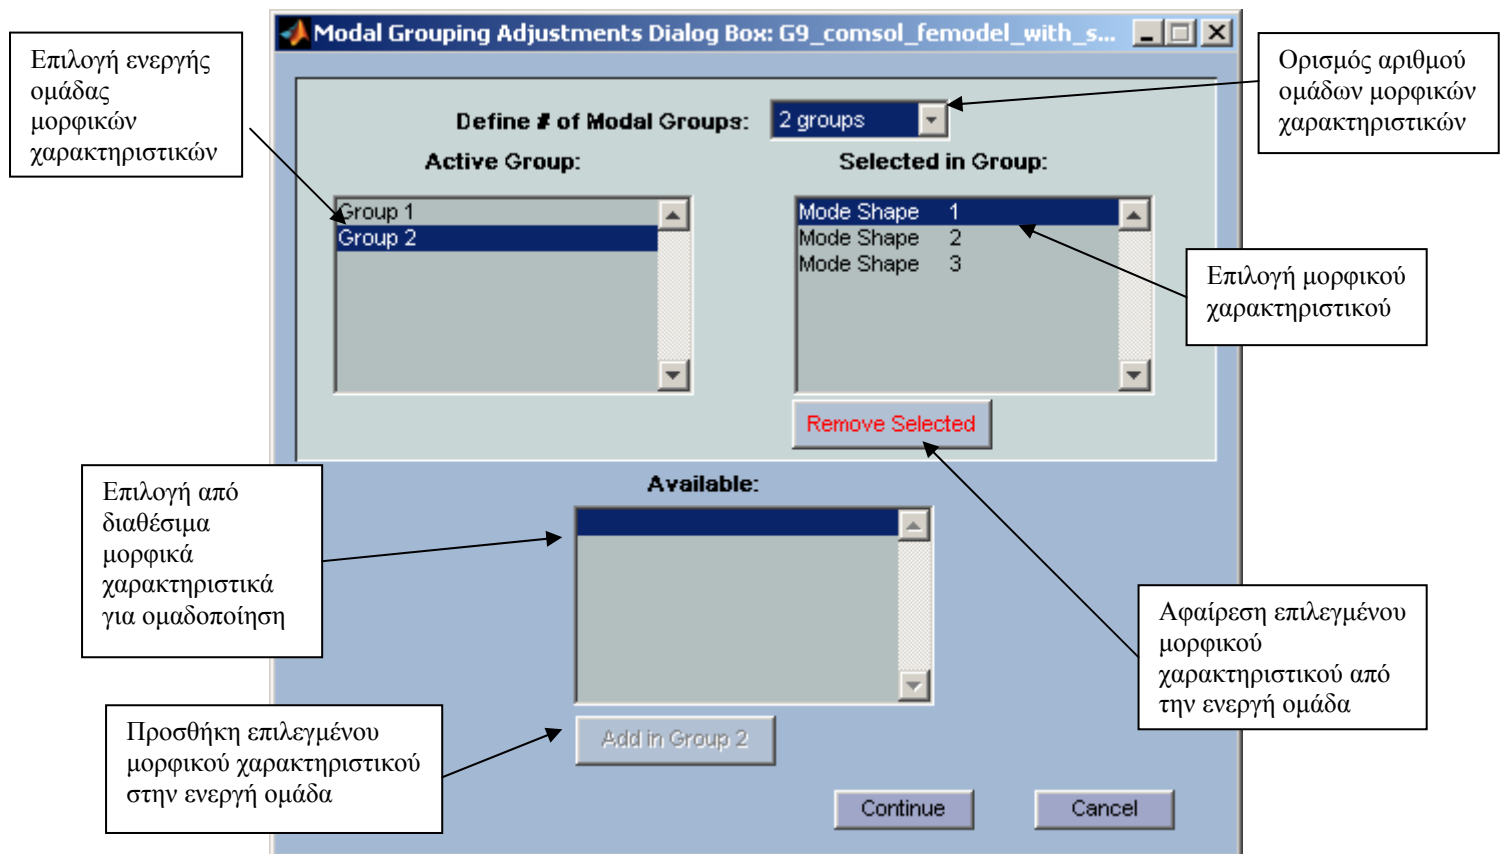 Modal Grouping Adjustments Dialog Box: G9_comsol_femodel_with_s...
Επιλογή ενεργής
ομάδας
μορφικών
χαρακτηριστικών
Ορισμός αριθμού
ομάδων μορφικών
χαρακτηριστικών
Define # of Modal Groups:
2 groups
Active Group:
Selected in Group:
Group 1
Group 2
Mode Shape 1
Mode Shape 2
Mode Shape 3
Επιλογή μορφικού
χαρακτηριστικού
Remove Selected
Available:
Επιλογή από
διαθέσιμα
μορφικά
χαρακτηριστικά
για ομαδοποίηση
Αφαίρεση επιλεγμένου
μορφικού
χαρακτηριστικού από
την ενεργή ομάδα
Προσθήκη επιλεγμένου
μορφικού χαρακτηριστικού
στην ενεργή ομάδα
Add in Group 2
Continue
Cancel